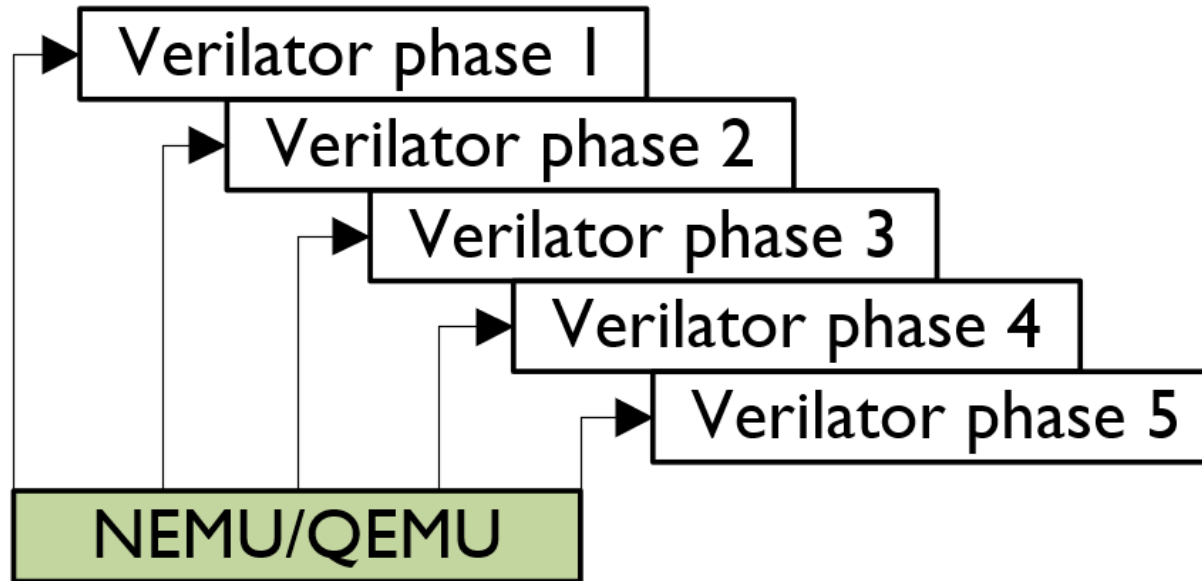 Verilator phase 1
Verilator phase 2
Verilator phase 3
Verilator phase 4
Verilator phase 5
NEMU/QEMU